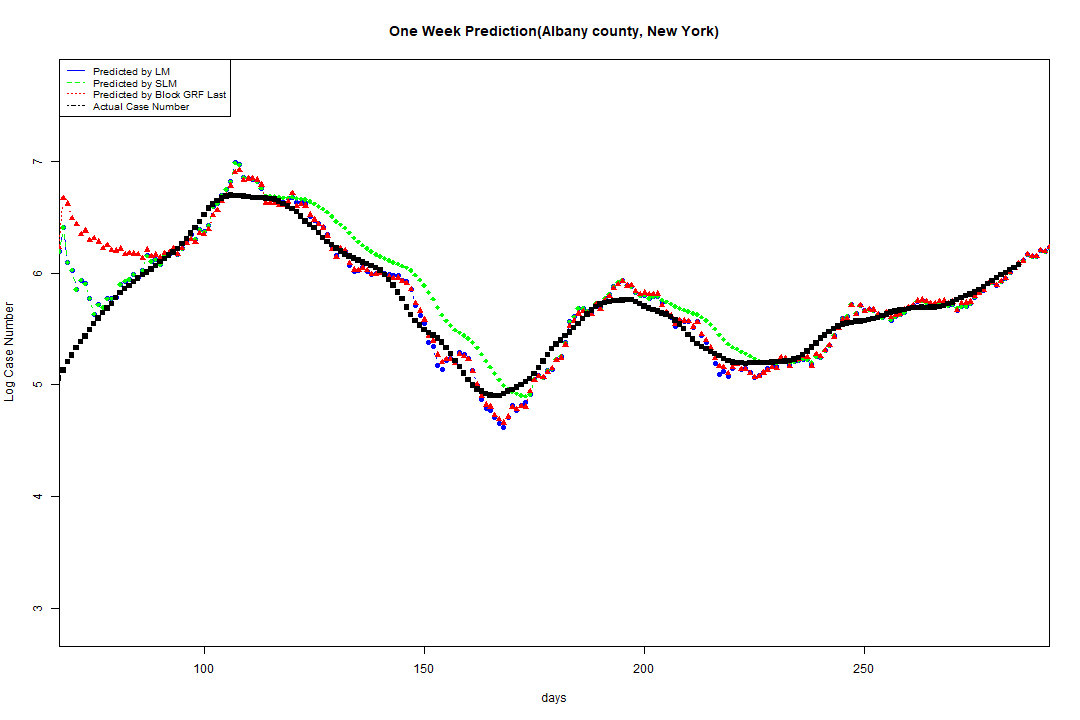 One Week Prediction(Albany county, New York)
Predicted by LM
Predicted by SLM
Predicted by Block GRF Last
Actual Case Number
7
6
5
4
3
Log Case Number
100
150
200
250
days